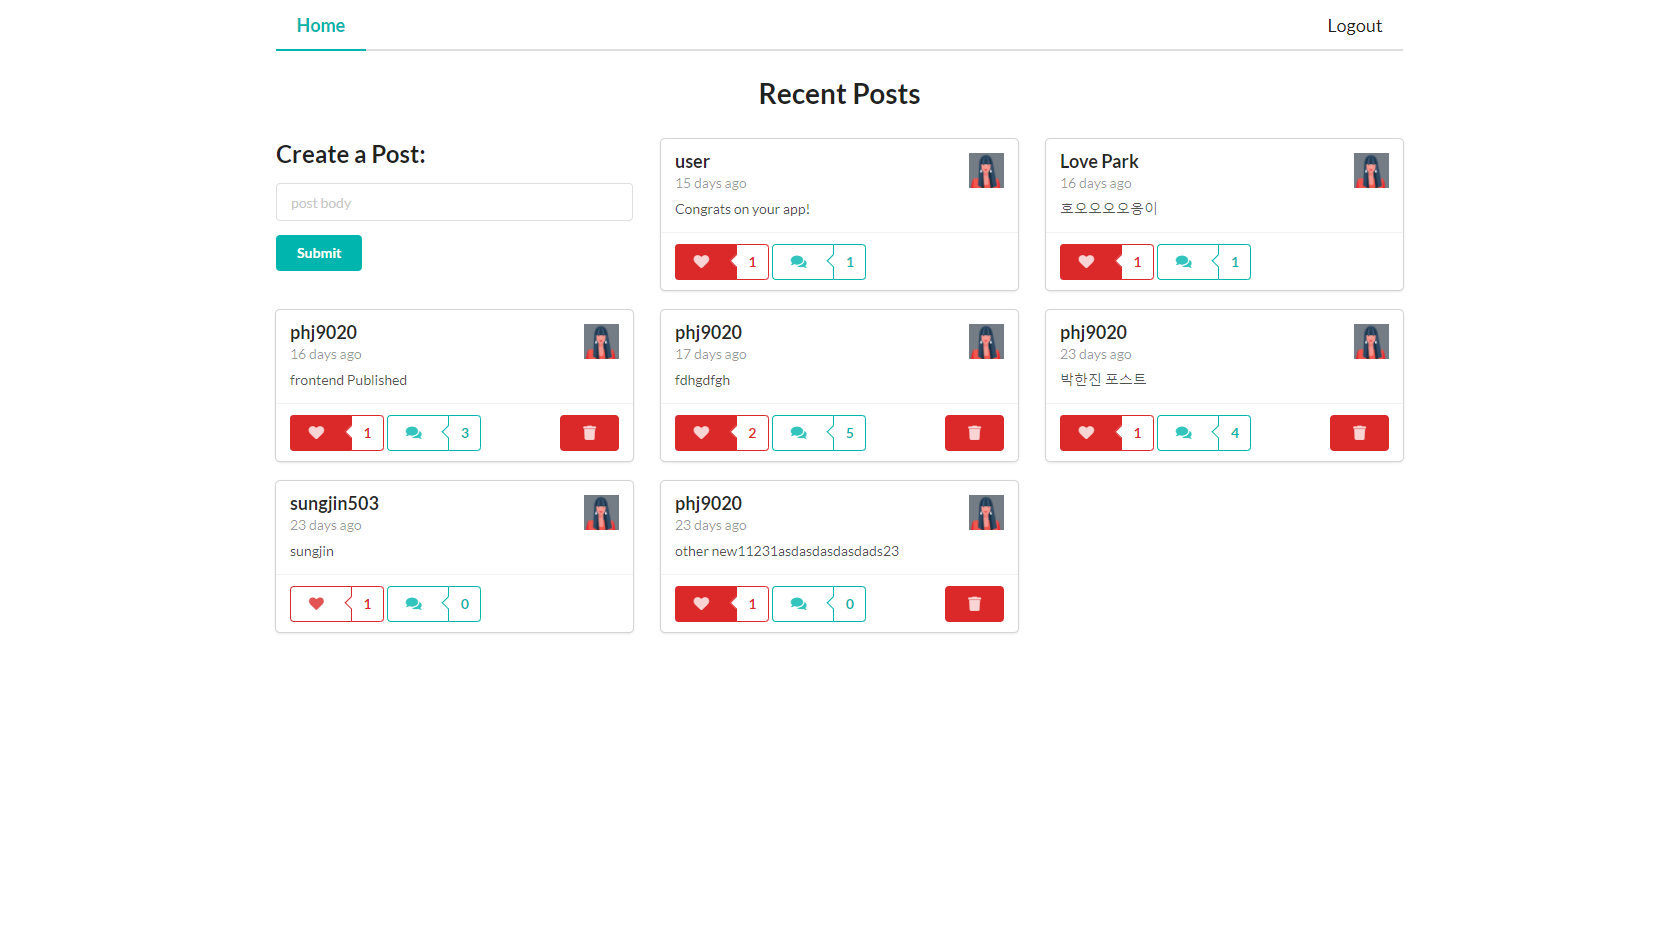 Home
Logout
Recent Posts
Create a Post:
post body
Submit
user
15 days ago
Congrats on your app!
1
1
Love Park
16 days ago
호오오오오옹이
1
1
phj9020
16 days ago
frontend Published
1
3
phj9020
17 days ago
fdhgdfgh
2
5
phj9020
23 days ago
박한진 포스트
1
4
sungjin503
23 days ago
sungjin
1
0
phj9020
23 days ago
other new11231asdasdasdasdads23
1
0